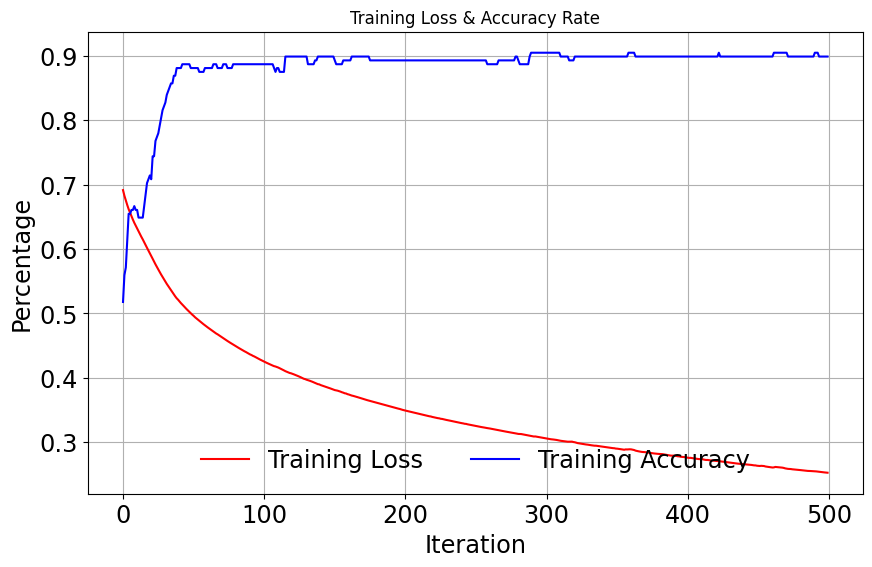 Training Loss & Accuracy Rate
Percentage
0.9
0.8
0.7
0.6
0.5
0.4
0.3
Training Loss
Training Accuracy
0 100 200 300 400 500
Iteration